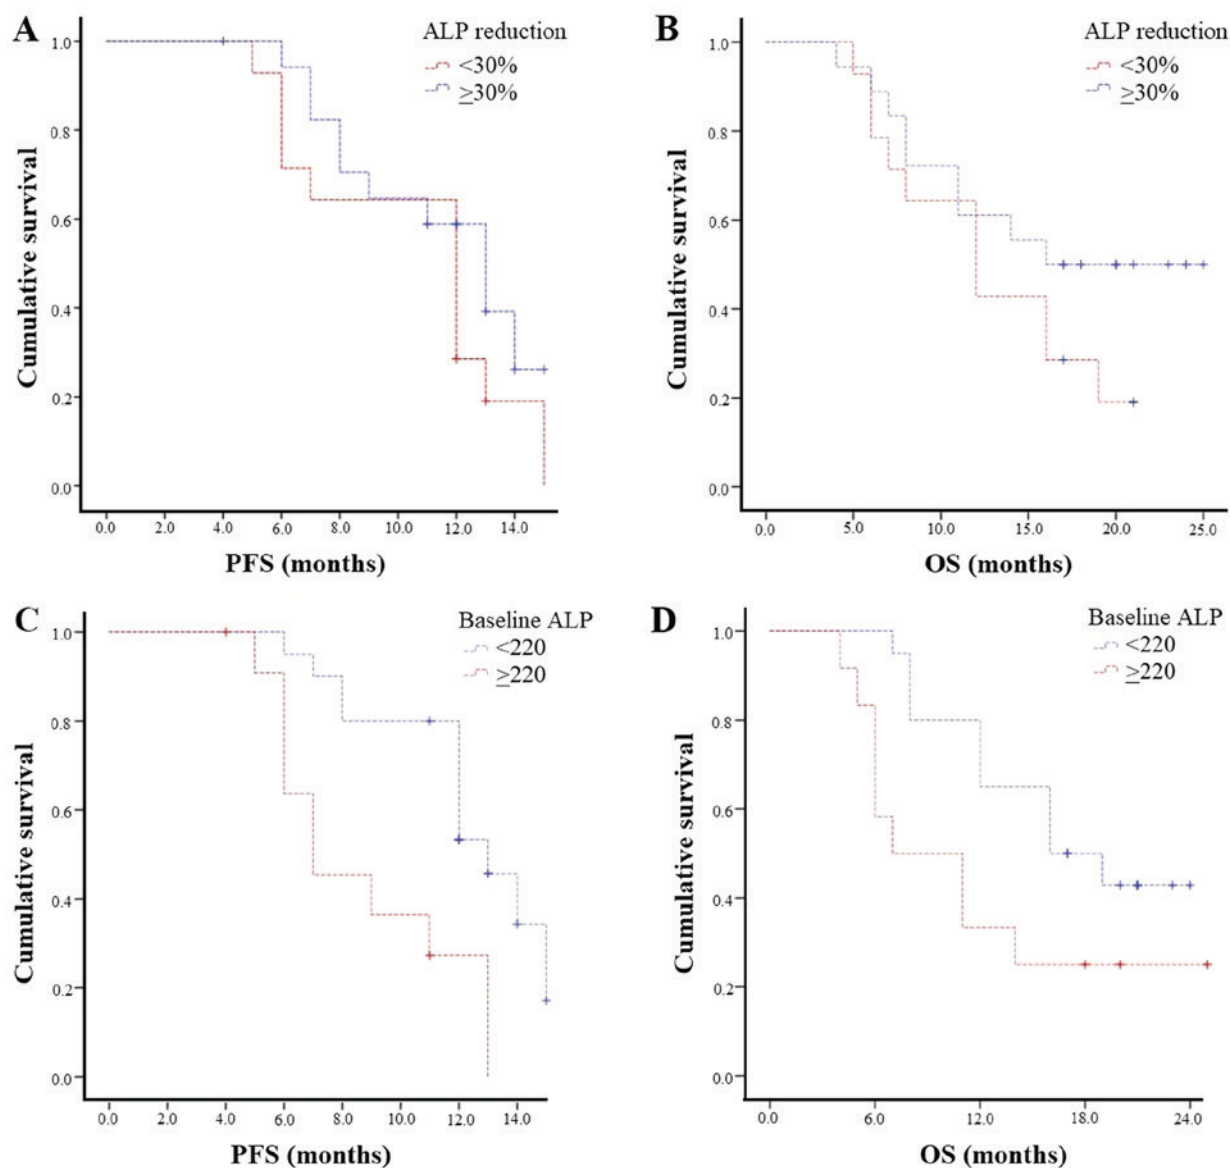 A
ALP reduction
<30%
≥30%
1.0
0.8
0.6
0.4
0.2
0.0
Cumulative survival
0.0 2.0 4.0 6.0 8.0 10.0 12.0 14.0
PFS (months)
B
ALP reduction
<30%
≥30%
1.0
0.8
0.6
0.4
0.2
0.0
Cumulative survival
0.0 5.0 10.0 15.0 20.0 25.0
OS (months)
C
Baseline ALP
<220
≥220
1.0
0.8
0.6
0.4
0.2
0.0
Cumulative survival
0.0 2.0 4.0 6.0 8.0 10.0 12.0 14.0
PFS (months)
D
Baseline ALP
<220
≥220
1.0
0.8
0.6
0.4
0.2
0.0
Cumulative survival
0.0 6.0 12.0 18.0 24.0
OS (months)